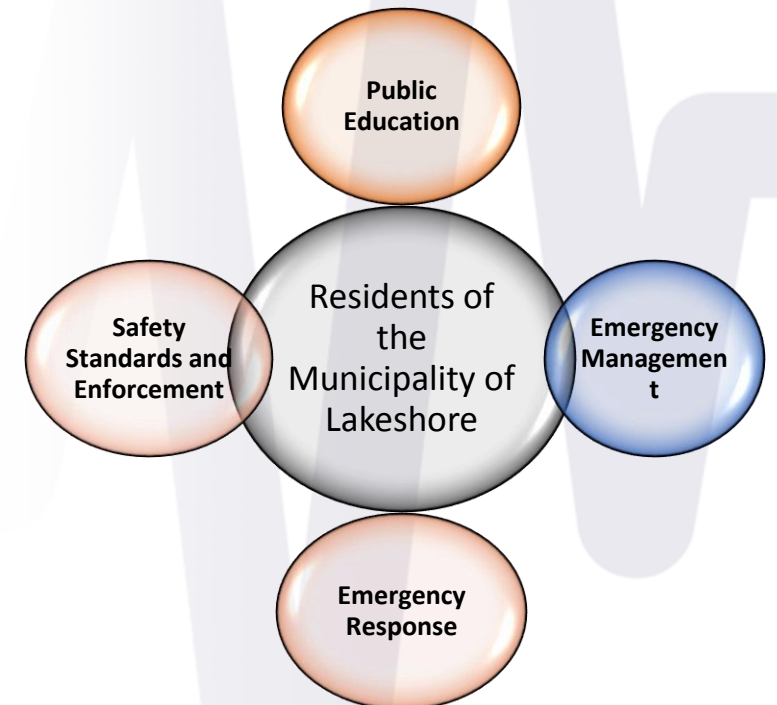 Public
Education
Safety
Standards and
Enforcement
Residents of
the
Municipality of
Lakeshore
Emergency
Managemen
t
Emergency
Response